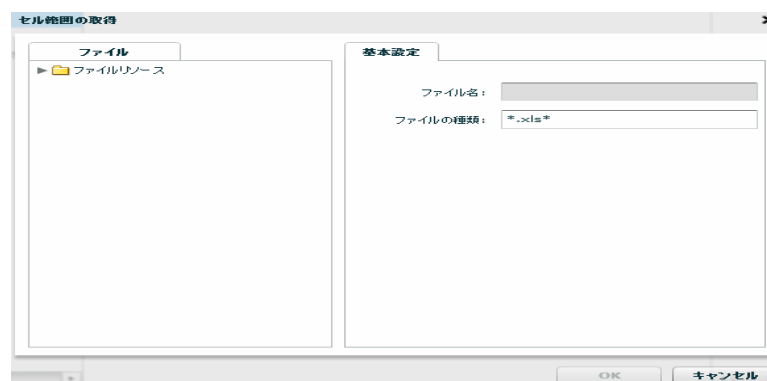 セル範囲の取得
ファイル
ファイルリソース
基本設定
ファイル名:
ファイルの種類: *.xls*
OK
キャンセル